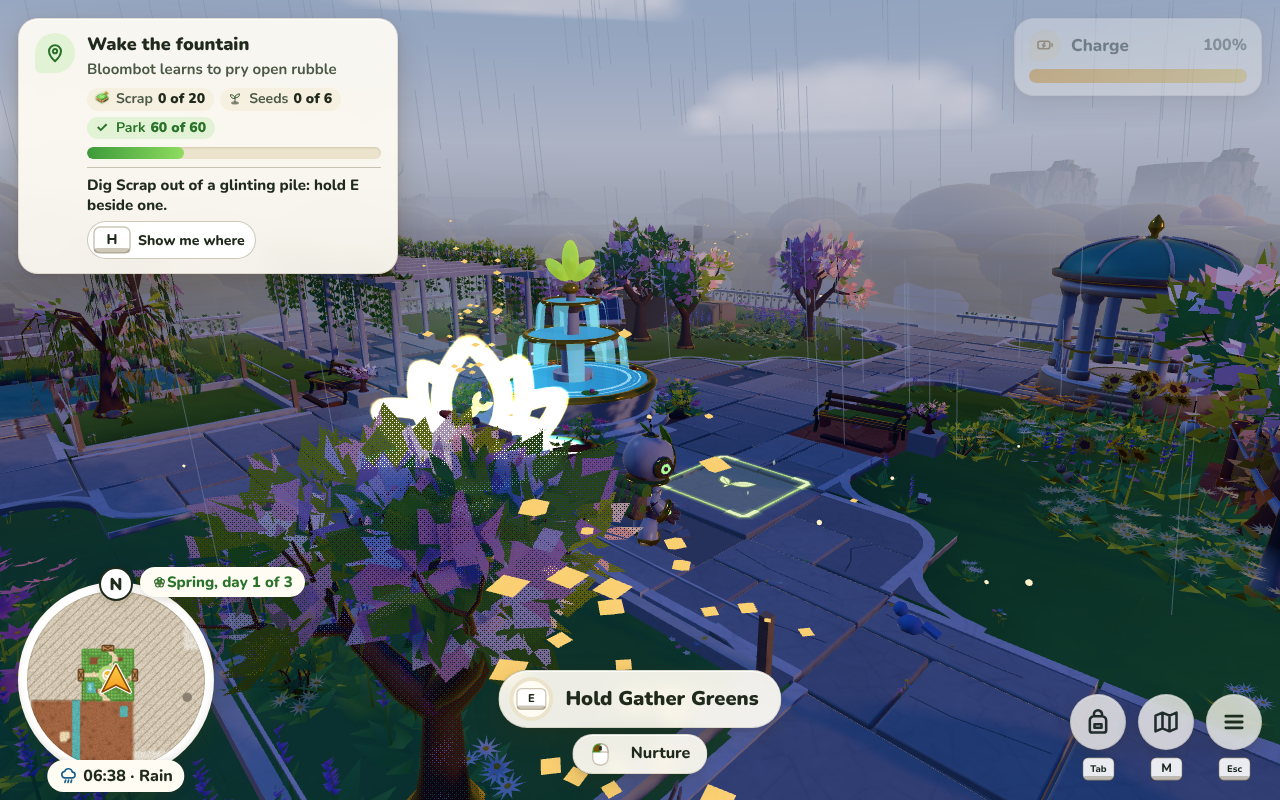 Wake the fountain
Bloombot learns to pry open rubble
Scrap 0 of 20
Seeds 0 of 6
Park 60 of 60
Dig Scrap out of a glinting pile: hold E
beside one.
H Show me where
Charge 100%
N
Spring, day 1 of 3
06:38 · Rain
E Hold Gather Greens
Nurture
Tab
M
Esc